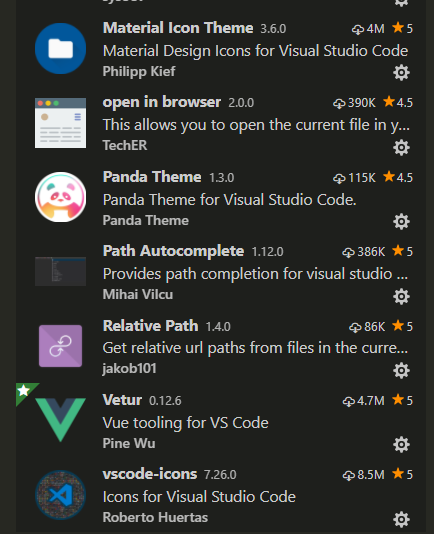 Material Icon Theme 3.6.0 4M 5
Material Design Icons for Visual Studio Code
Philipp Kief
open in browser 2.0.0 390K 4.5
This allows you to open the current file in y...
TechER
Panda Theme 1.3.0 115K 4.5
Panda Theme for Visual Studio Code.
Panda Theme
Path Autocomplete 1.12.0 386K 5
Provides path completion for visual studio ...
Mihai Vilcu
Relative Path 1.4.0 86K 5
Get relative url paths from files in the curre...
jakob101
Vetur 0.12.6 4.7M 5
Vue tooling for VS Code
Pine Wu
vscode-icons 7.26.0 8.5M 5
Icons for Visual Studio Code
Roberto Huertas